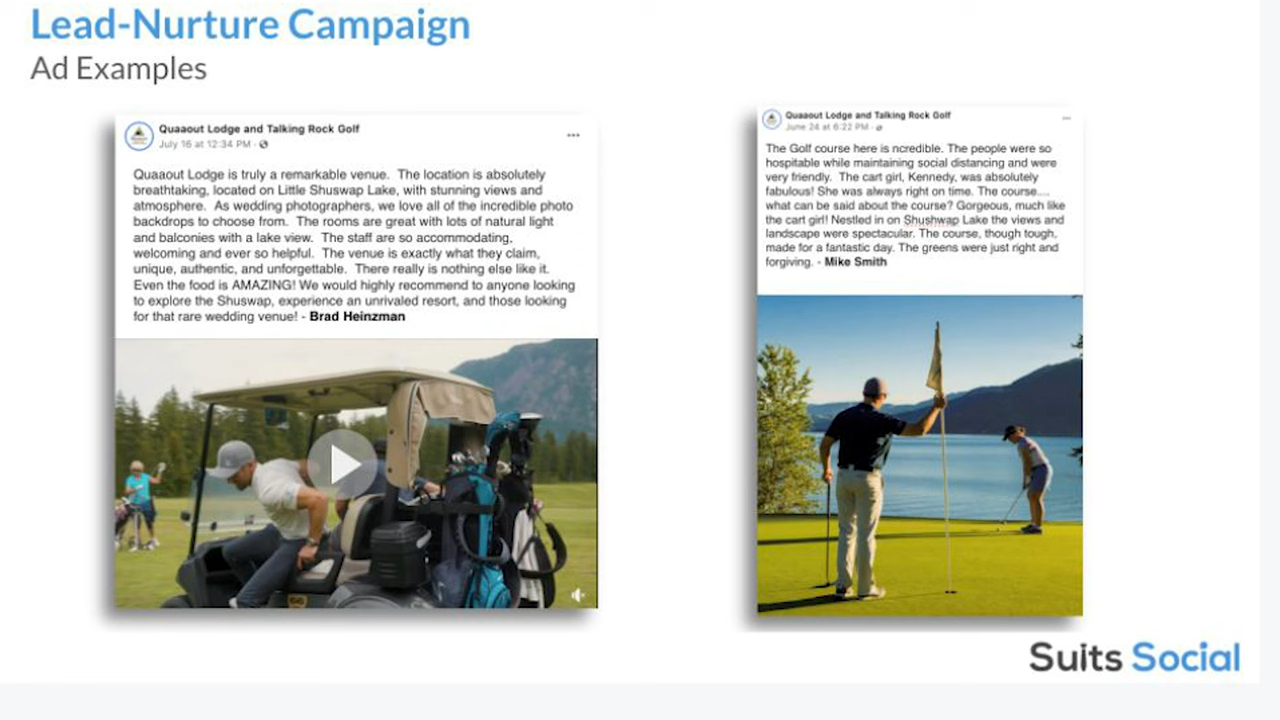 Lead-Nurture Campaign
Ad Examples
Quaaout Lodge and Talking Rock Golf
July 16 at 12:34 PM ·
Quaaout Lodge is truly a remarkable venue. The location is absolutely
breathtaking, located on Little Shuswap Lake, with stunning views and
atmosphere. As wedding photographers, we love all of the incredible photo
backdrops to choose from. The rooms are great with lots of natural light
and balconies with a lake view. The staff are so accommodating,
welcoming and ever so helpful. The venue is exactly what they claim,
unique, authentic, and unforgettable. There really is nothing else like it.
Even the food is AMAZING! We would highly recommend to anyone looking
to explore the Shuswap, experience an unrivaled resort, and those looking
for that rare wedding venue! - Brad Heinzman
Quaaout Lodge and Talking Rock Golf
June 24 at 6:22 PM ·
The Golf course here is ncredible. The people were so
hospitable while maintaining social distancing and were
very friendly. The cart girl, Kennedy, was absolutely
fabulous! She was always right on time. The course....
what can be said about the course? Gorgeous, much like
the cart girl! Nestled in on Shushwap Lake the views and
landscape were spectacular. The course, though tough,
made for a fantastic day. The greens were just right and
forgiving. - Mike Smith
Suits Social